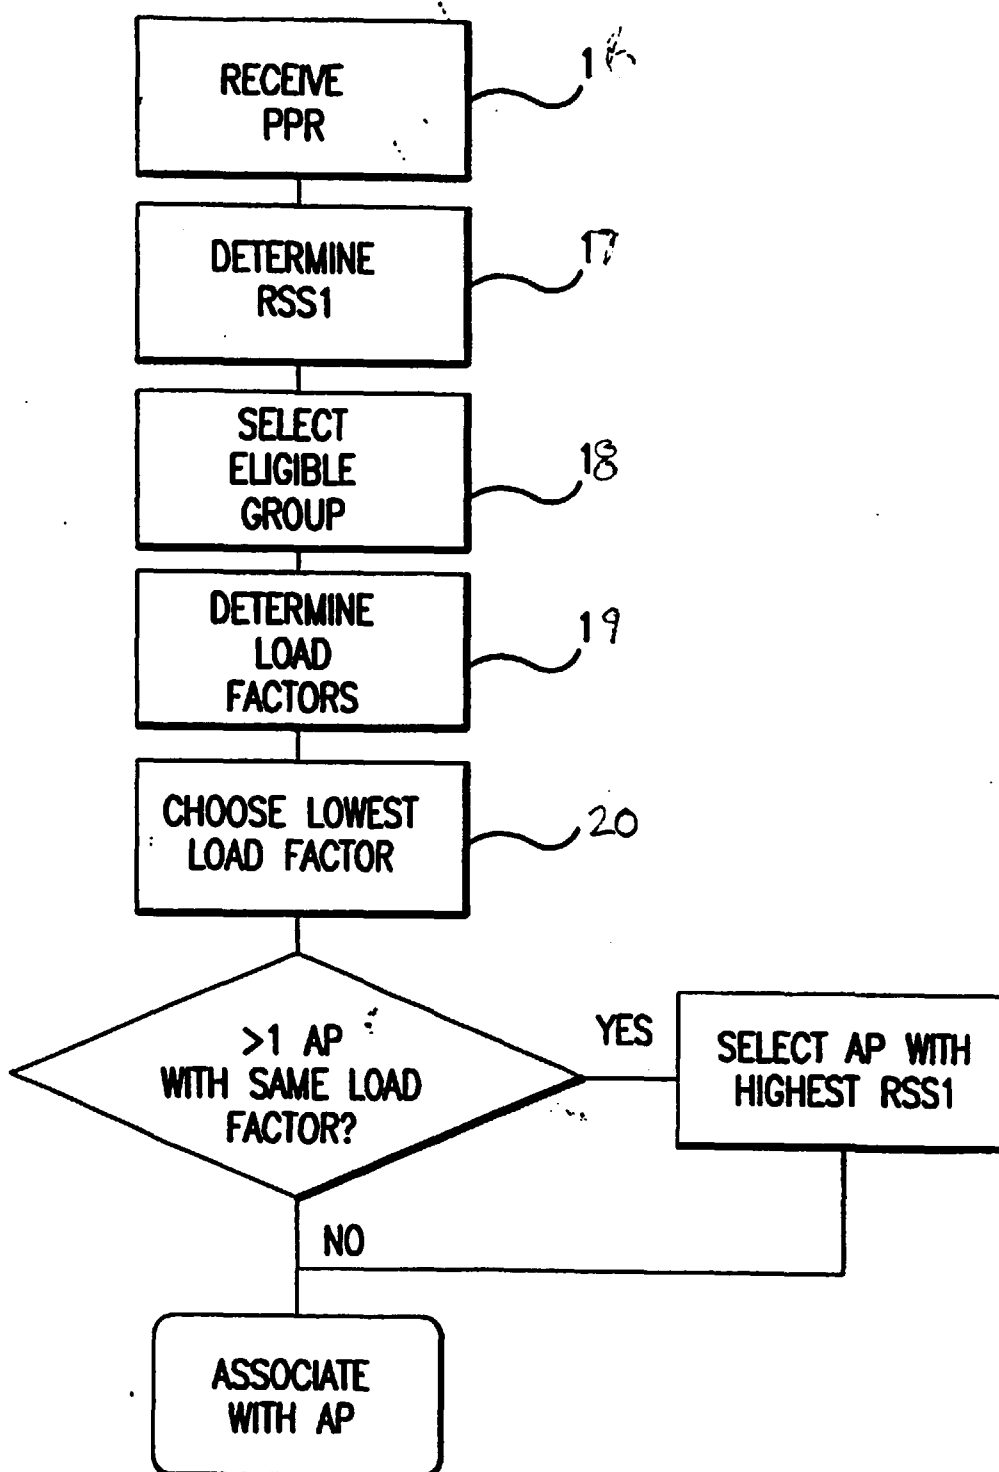 RECEIVE
PPR
DETERMINE
RSS1
17
SELECT
ELIGIBLE
GROUP
18
DETERMINE
LOAD
FACTORS
19
CHOOSE LOWEST
LOAD FACTOR
20
>1 AP
WITH SAME LOAD
FACTOR?
YES
SELECT AP WITH
HIGHEST RSS1
NO
ASSOCIATE
WITH AP